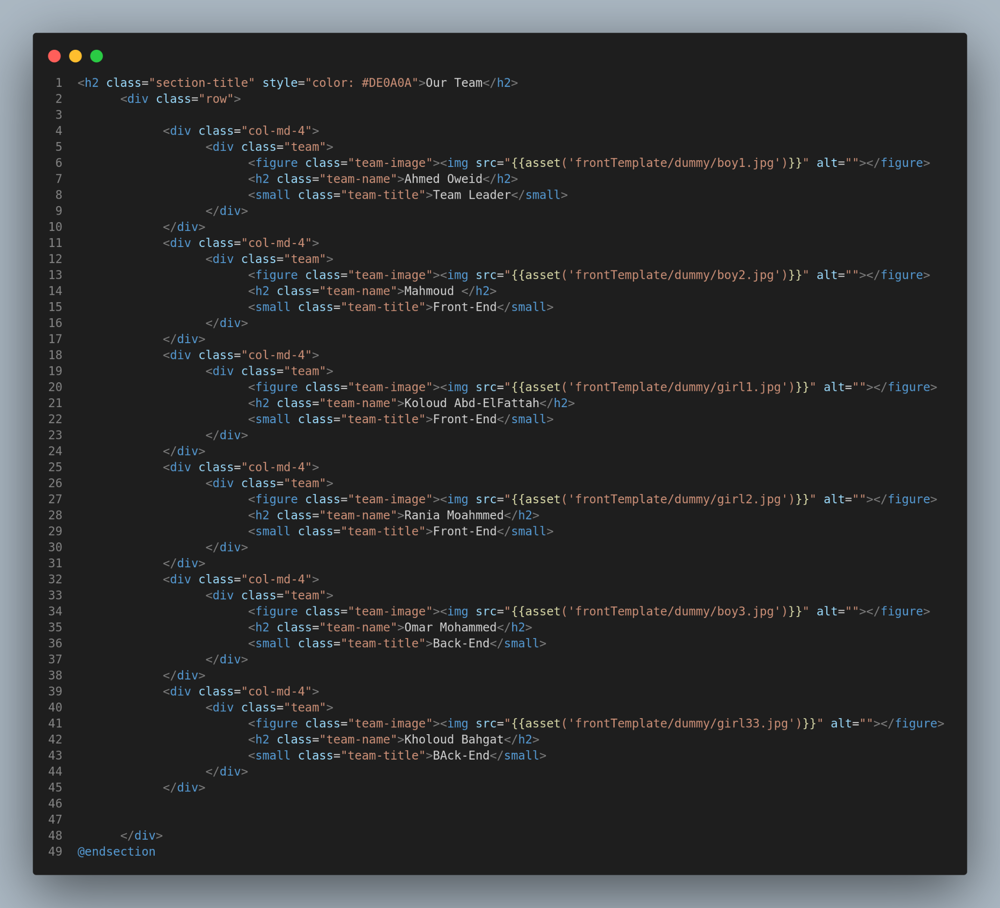 1 <h2 class="section-title" style="color: #DE0A0A">Our Team</h2>
2 <div class="row">
3
4 <div class="col-md-4">
5 <div class="team">
6 <figure class="team-image"><img src="{{asset('frontTemplate/dummy/boy1.jpg')}}" alt=""></figure>
7 <h2 class="team-name">Ahmed Oweid</h2>
8 <small class="team-title">Team Leader</small>
9 </div>
10 </div>
11 <div class="col-md-4">
12 <div class="team">
13 <figure class="team-image"><img src="{{asset('frontTemplate/dummy/boy2.jpg')}}" alt=""></figure>
14 <h2 class="team-name">Mahmoud </h2>
15 <small class="team-title">Front-End</small>
16 </div>
17 </div>
18 <div class="col-md-4">
19 <div class="team">
20 <figure class="team-image"><img src="{{asset('frontTemplate/dummy/girl1.jpg')}}" alt=""></figure>
21 <h2 class="team-name">Koloud Abd-ElFattah</h2>
22 <small class="team-title">Front-End</small>
23 </div>
24 </div>
25 <div class="col-md-4">
26 <div class="team">
27 <figure class="team-image"><img src="{{asset('frontTemplate/dummy/girl2.jpg')}}" alt=""></figure>
28 <h2 class="team-name">Rania Moahmmed</h2>
29 <small class="team-title">Front-End</small>
30 </div>
31 </div>
32 <div class="col-md-4">
33 <div class="team">
34 <figure class="team-image"><img src="{{asset('frontTemplate/dummy/boy3.jpg')}}" alt=""></figure>
35 <h2 class="team-name">Omar Mohammed</h2>
36 <small class="team-title">Back-End</small>
37 </div>
38 </div>
39 <div class="col-md-4">
40 <div class="team">
41 <figure class="team-image"><img src="{{asset('frontTemplate/dummy/girl33.jpg')}}" alt=""></figure>
42 <h2 class="team-name">Kholoud Bahgat</h2>
43 <small class="team-title">BAck-End</small>
44 </div>
45 </div>
46
47
48 </div>
49 @endsection